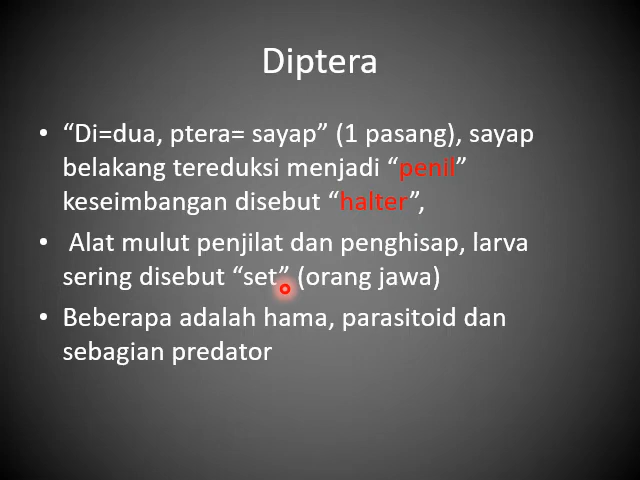 Diptera
• “Di=dua, ptera= sayap” (1 pasang), sayap
belakang tereduksi menjadi “penil”
keseimbangan disebut “halter”,
• Alat mulut penjilat dan penghisap, larva
sering disebut “set” (orang jawa)
• Beberapa adalah hama, parasitoid dan
sebagian predator